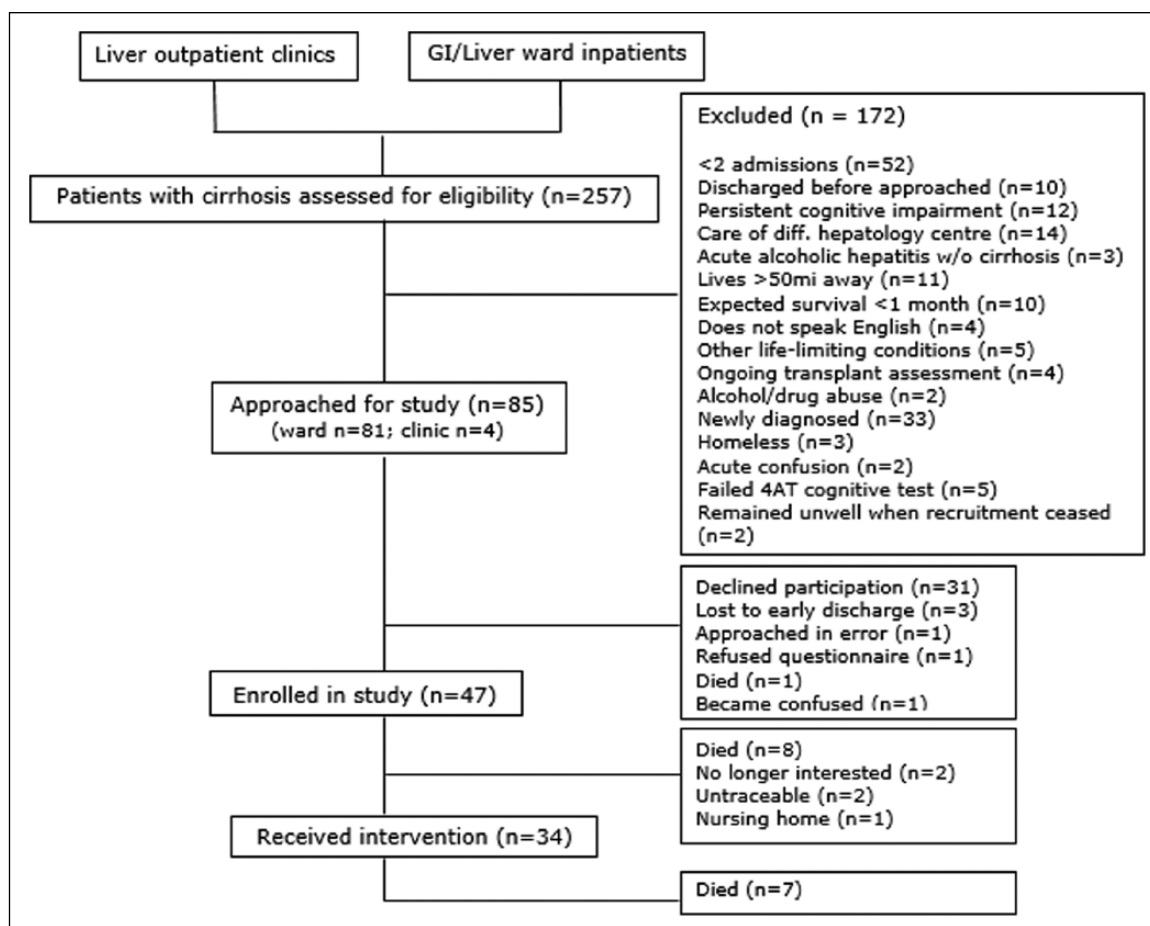 Liver outpatient clinics
GI/Liver ward inpatients
Patients with cirrhosis assessed for eligibility (n=257)
Excluded (n = 172)
<2 admissions (n=52)
Discharged before approached (n=10)
Persistent cognitive impairment (n=12)
Care of diff. hepatology centre (n=14)
Acute alcoholic hepatitis w/o cirrhosis (n=3)
Lives >50mi away (n=11)
Expected survival <1 month (n=10)
Does not speak English (n=4)
Other life-limiting conditions (n=5)
Ongoing transplant assessment (n=4)
Alcohol/drug abuse (n=2)
Newly diagnosed (n=33)
Homeless (n=3)
Acute confusion (n=2)
Failed 4AT cognitive test (n=5)
Remained unwell when recruitment ceased
(n=2)
Approached for study (n=85)
(ward n=81; clinic n=4)
Declined participation (n=31)
Lost to early discharge (n=3)
Approached in error (n=1)
Refused questionnaire (n=1)
Died (n=1)
Became confused (n=1)
Enrolled in study (n=47)
Died (n=8)
No longer interested (n=2)
Untraceable (n=2)
Nursing home (n=1)
Received intervention (n=34)
Died (n=7)